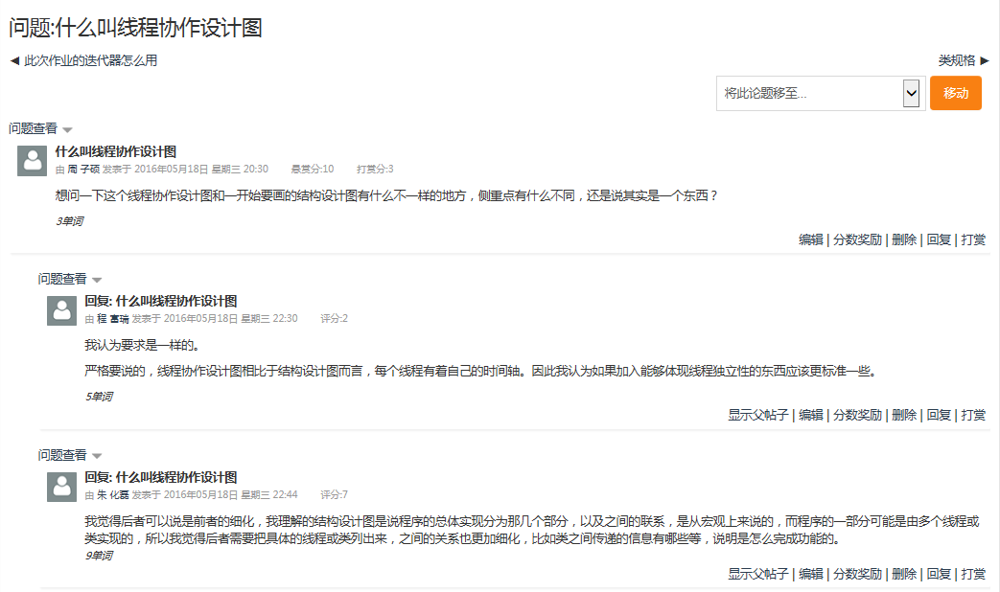 问题:什么叫线程协作设计图
◀ 此次作业的迭代器怎么用
类规格 ▶
将此论题移至...
移动
问题查看
什么叫线程协作设计图
由 周 子硕 发表于 2016年05月18日 星期三 20:30 悬赏分:10 打赏分:3
想问一下这个线程协作设计图和一开始要画的结构设计图有什么不一样的地方，侧重点有什么不同，还是说其实是一个东西？
3单词
编辑 | 分数奖励 | 删除 | 回复 | 打赏
问题查看
回复: 什么叫线程协作设计图
由 程 富瑞 发表于 2016年05月18日 星期三 22:30 评分:2
我认为要求是一样的。
严格要说的，线程协作设计图相比于结构设计图而言，每个线程有着自己的时间轴。因此我认为如果加入能够体现线程独立性的东西应该更标准一些。
5单词
显示父帖子 | 编辑 | 分数奖励 | 删除 | 回复 | 打赏
问题查看
回复: 什么叫线程协作设计图
由 朱 化磊 发表于 2016年05月18日 星期三 22:44 评分:7
我觉得后者可以说是前者的细化，我理解的结构设计图是说程序的总体实现分为那几个部分，以及之间的联系，是从宏观上来说的，而程序的一部分可能是由多个线程或
类实现的，所以我觉得后者需要把具体的线程或类列出来，之间的关系也更加细化，比如类之间传递的信息有哪些等，说明是怎么完成功能的。
9单词
显示父帖子 | 编辑 | 分数奖励 | 删除 | 回复 | 打赏